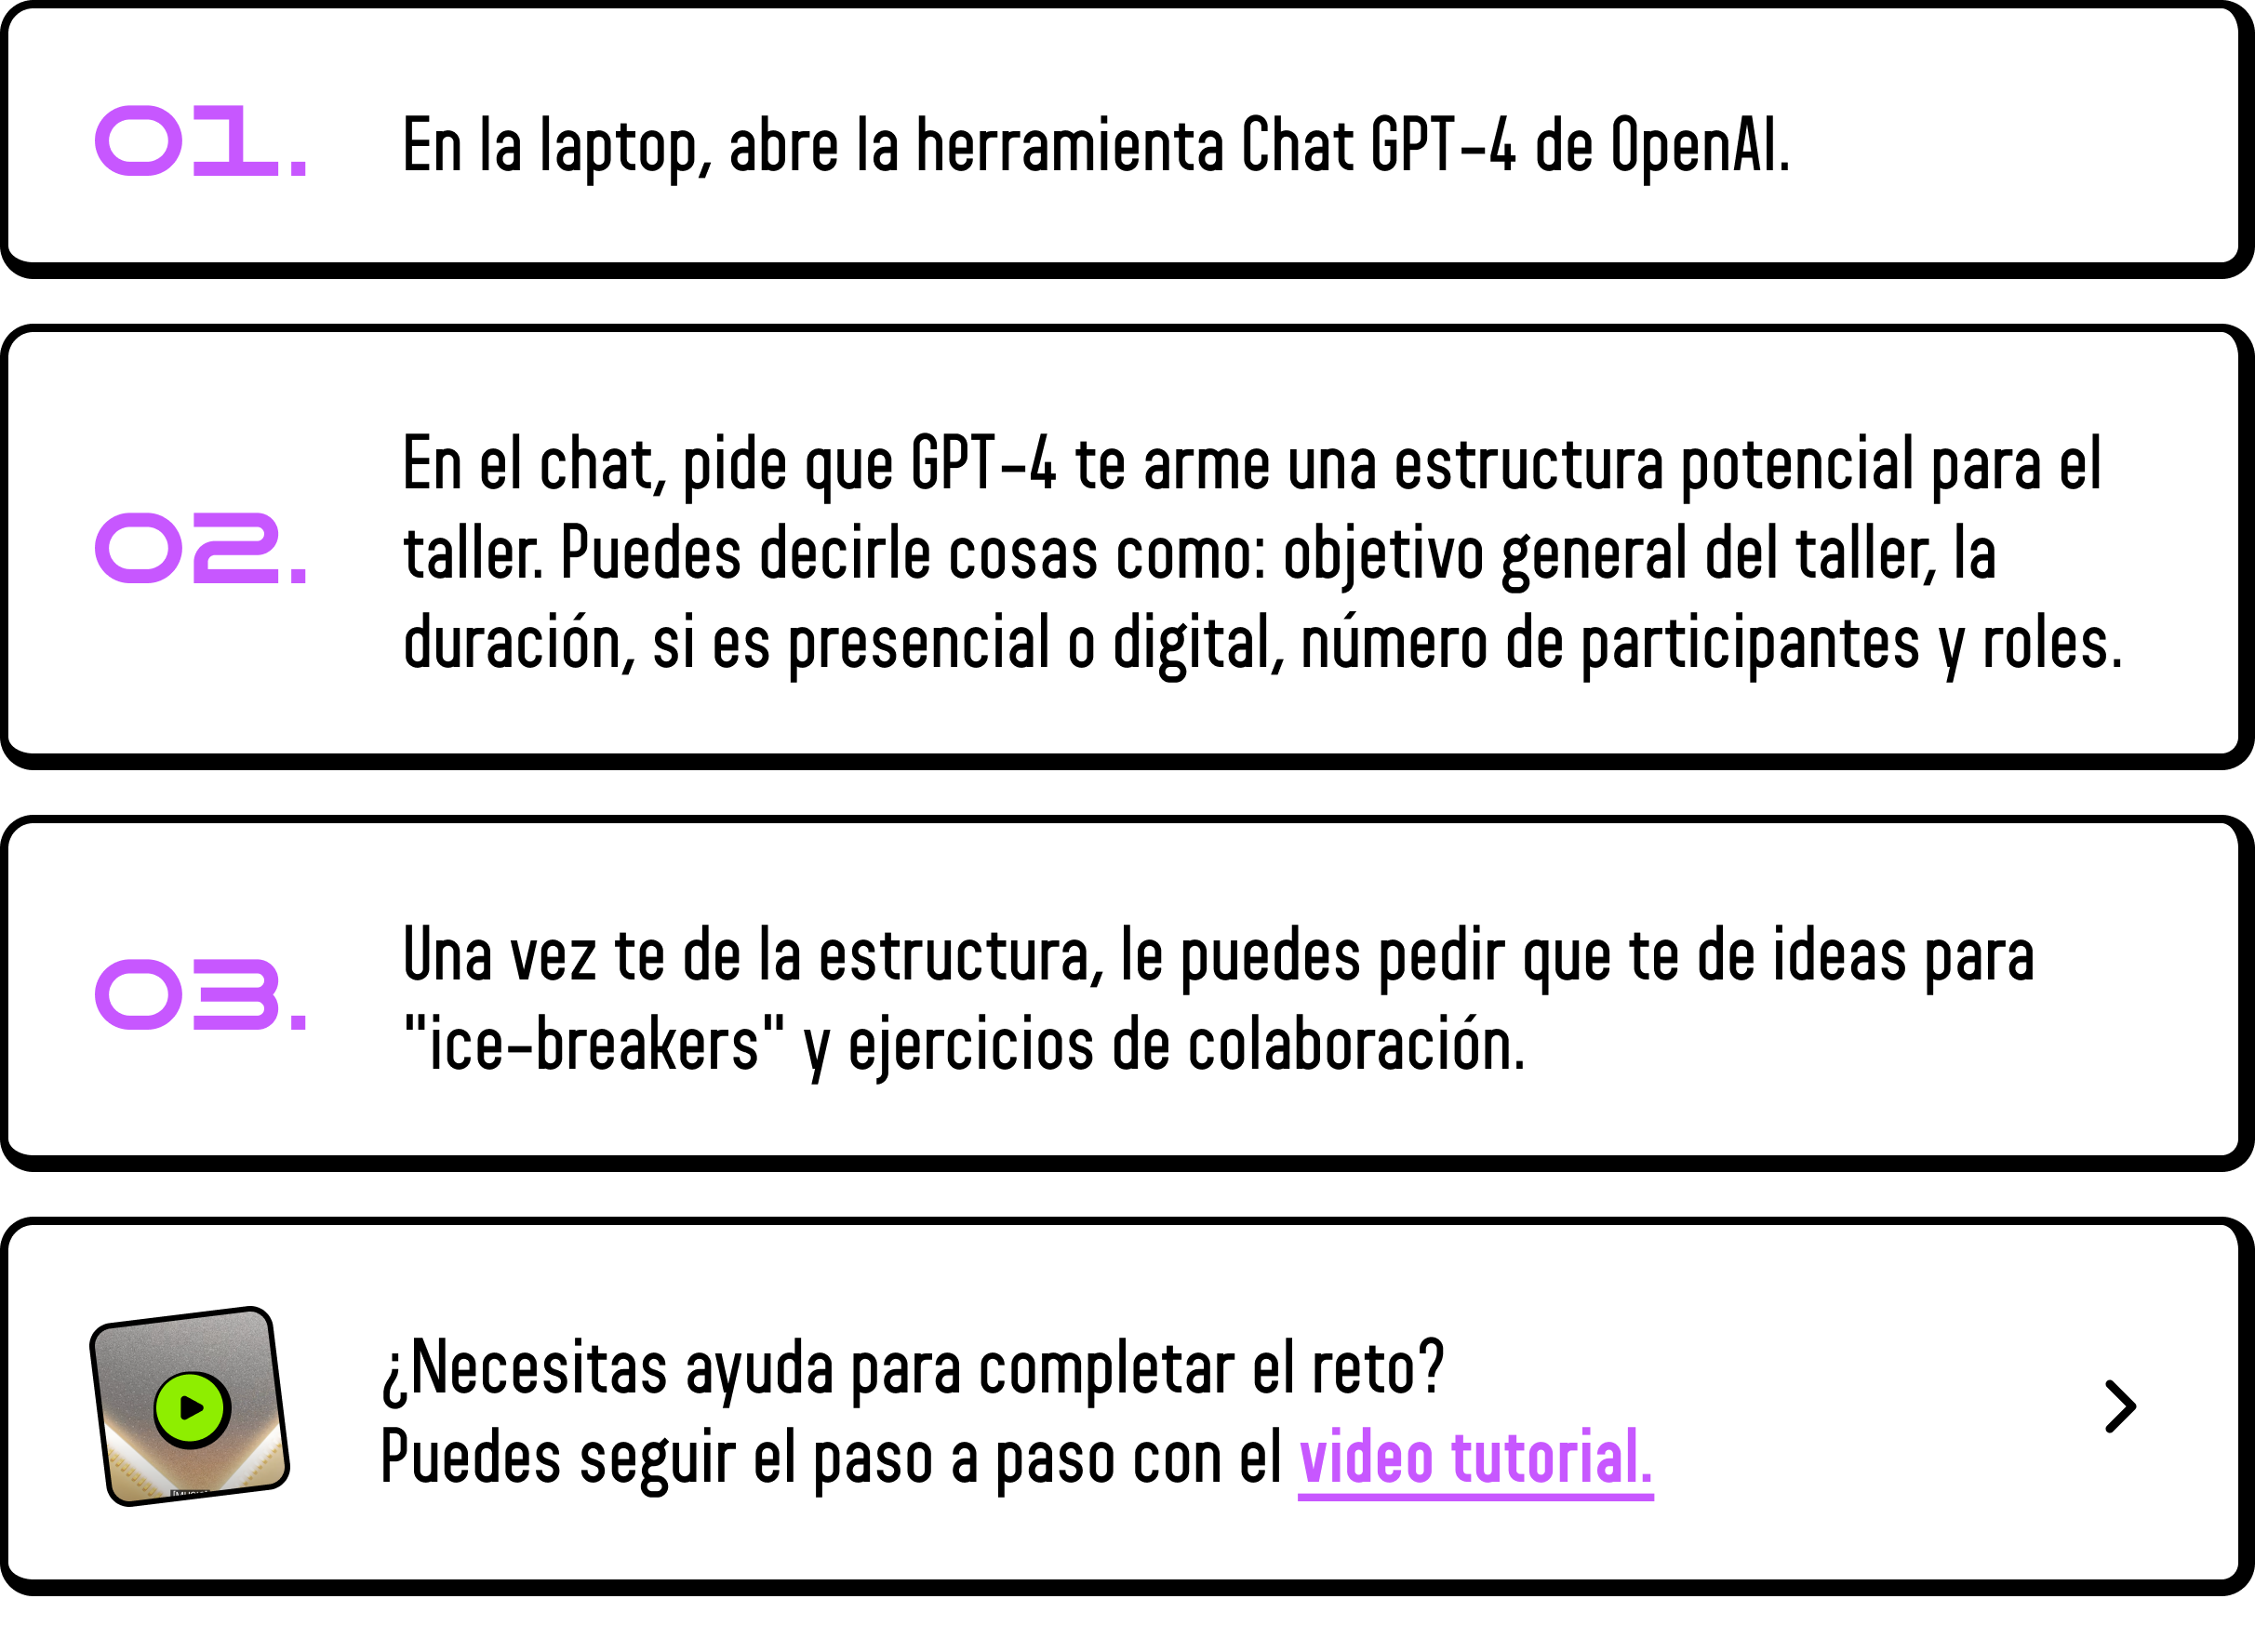 01.
En la laptop, abre la herramienta Chat GPT-4 de OpenAI.
02.
En el chat, pide que GPT-4 te arme una estructura potencial para el
taller. Puedes decirle cosas como: objetivo general del taller, la
duración, si es presencial o digital, número de participantes y roles.
03.
Una vez te de la estructura, le puedes pedir que te de ideas para
"ice-breakers" y ejercicios de colaboración.
¿Necesitas ayuda para completar el reto?
Puedes seguir el paso a paso con el video tutorial.